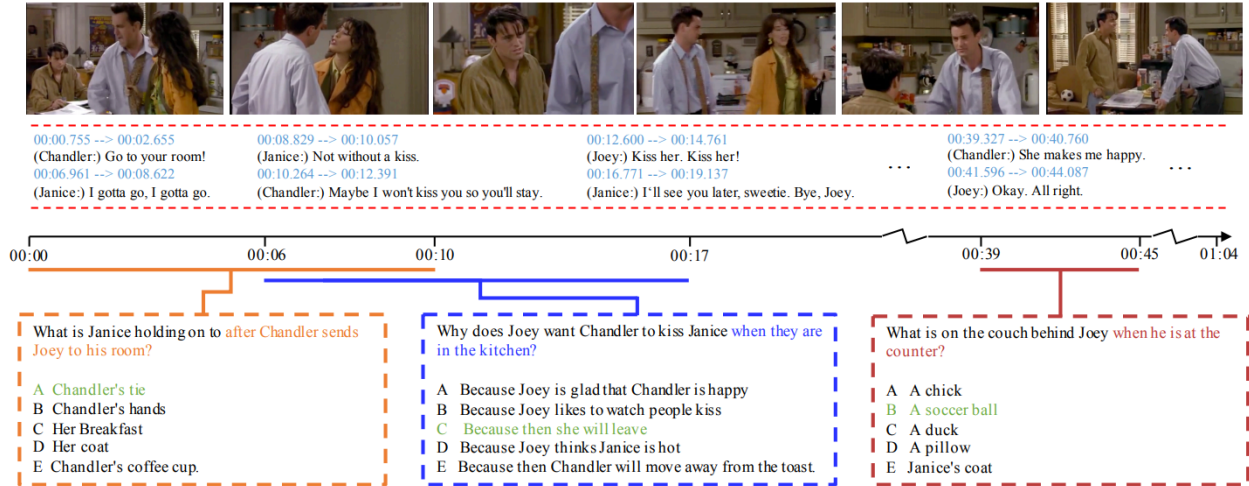 00:00.755 --> 00:02.655
(Chandler:) Go to your room!
00:06.961 --> 00:08.622
(Janice:) I gotta go, I gotta go.
00:08.829 --> 00:10.057
(Janice:) Not without a kiss.
00:10.264 --> 00:12.391
(Chandler:) Maybe I won't kiss you so you'll stay.
00:12.600 --> 00:14.761
(Joey:) Kiss her. Kiss her!
00:16.771 --> 00:19.137
(Janice:) I'll see you later, sweetie. Bye, Joey.
...
00:39.327 --> 00:40.760
(Chandler:) She makes me happy.
00:41.596 --> 00:44.087
(Joey:) Okay. All right.
...
00:00
00:06
00:10
00:17
00:39
00:45
01:04
What is Janice holding on to after Chandler sends
Joey to his room?
A Chandler's tie
B Chandler's hands
C Her Breakfast
D Her coat
E Chandler's coffee cup.
Why does Joey want Chandler to kiss Janice when they are
in the kitchen?
A Because Joey is glad that Chandler is happy
B Because Joey likes to watch people kiss
C Because then she will leave
D Because Joey thinks Janice is hot
E Because then Chandler will move away from the toast.
What is on the couch behind Joey when he is at the
counter?
A A chick
B A soccer ball
C A duck
D A pillow
E Janice's coat